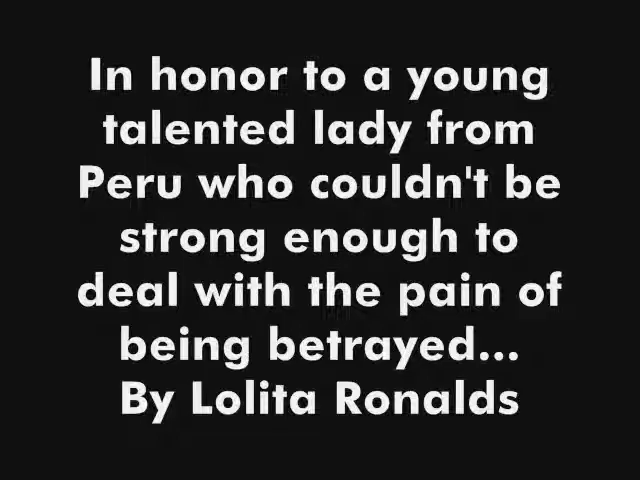 In honor to a young
talented lady from
Peru who couldn't be
strong enough to
deal with the pain of
being betrayed...
By Lolita Ronalds